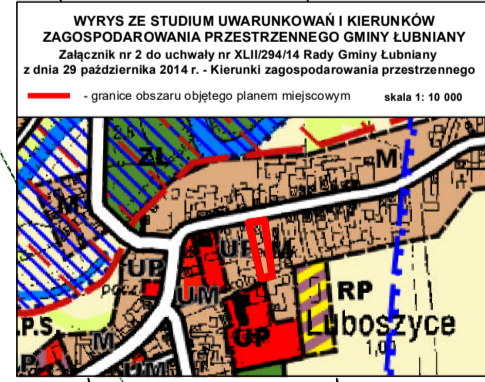 WYRYS ZE STUDIUM UWARUNKOWAŃ I KIERUNKÓW
ZAGOSPODAROWANIA PRZESTRZENNEGO GMINY ŁUBNIANY
Załącznik nr 2 do uchwały nr XLII/294/14 Rady Gminy Łubniany
z dnia 29 października 2014 r. - Kierunki zagospodarowania przestrzennego
- granice obszaru objętego planem miejscowym skala 1: 10 000
ZL
M
M
UP
UP
M
UM
RP
Luboszyce
UP
.P.S.
M
UM